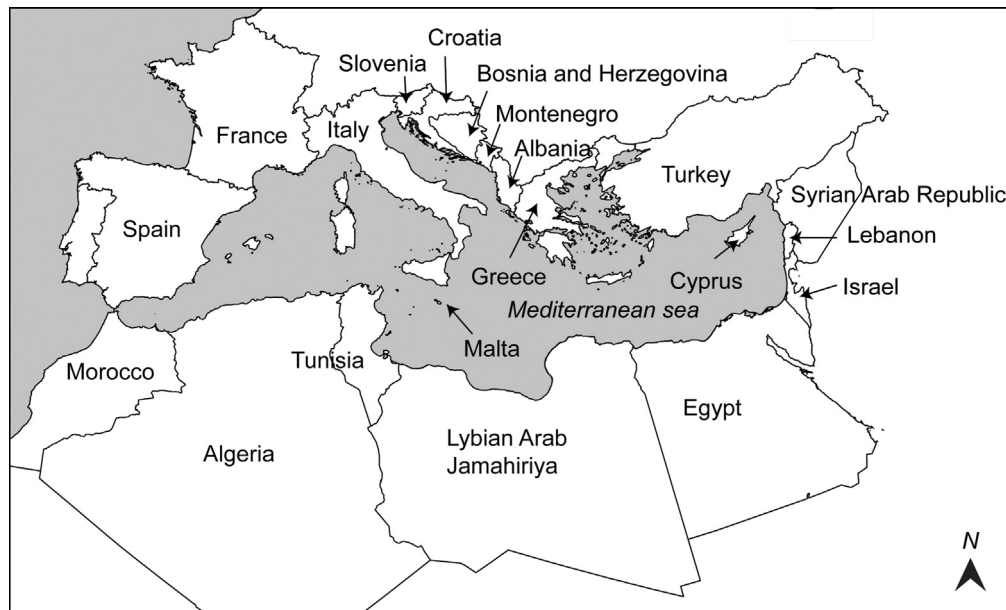 Croatia
Slovenia
Bosnia and Herzegovina
Montenegro
France
Italy
Albania
Turkey
Syrian Arab Republic
Spain
Lebanon
Greece
Cyprus
Israel
Mediterranean sea
Malta
Tunisia
Morocco
Egypt
Algeria
Lybian Arab
Jamahiriya
N